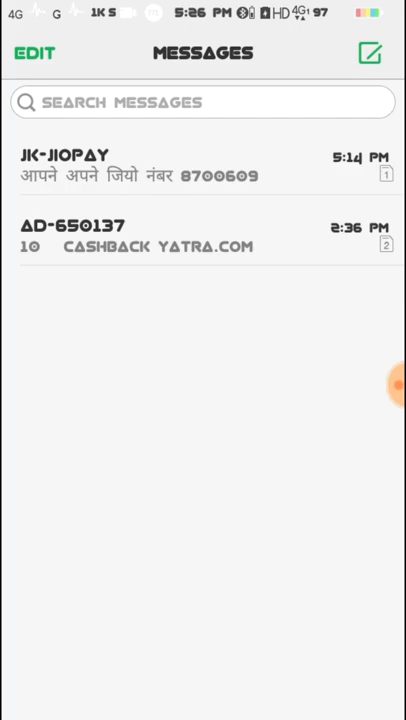 4G G 1K S 5:26 PM HD 4G 1 97
EDIT MESSAGES
SEARCH MESSAGES
JK-JIOPAY 5:14 PM
आपने अपने जियो नंबर 8700609 1
AD-650137 2:36 PM
10 CASHBACK YATRA.COM 2